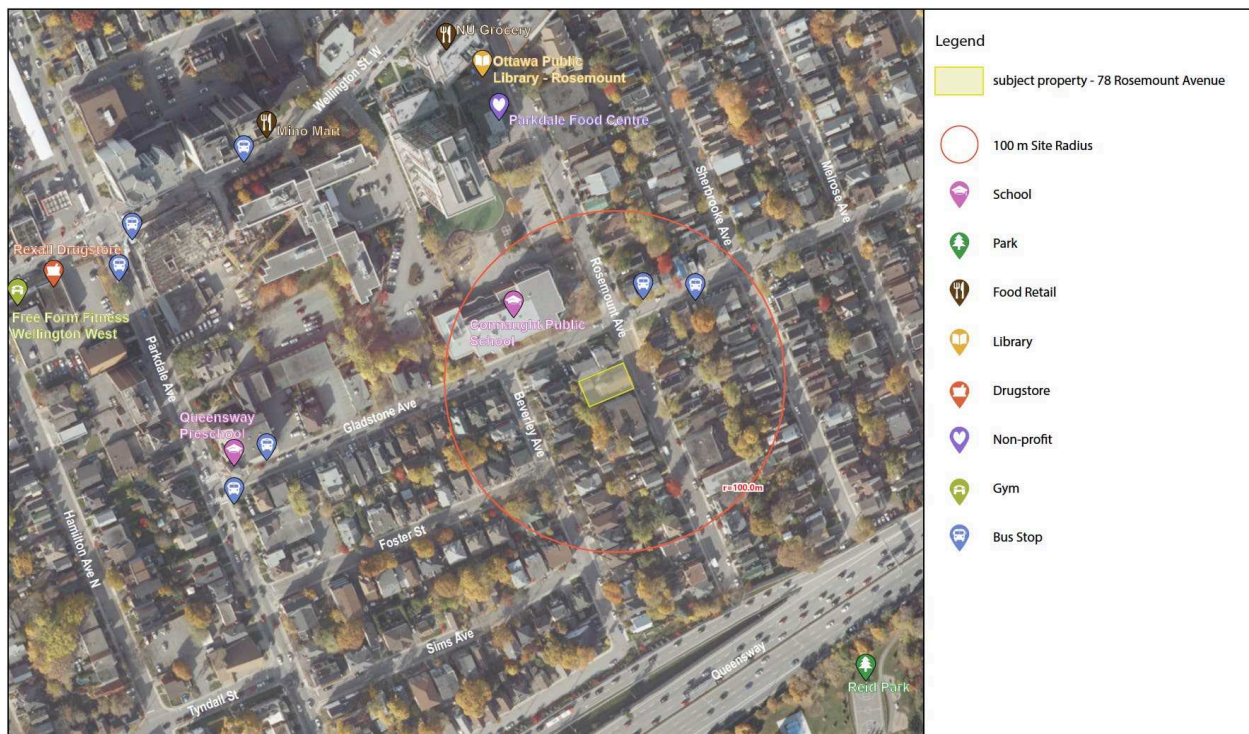 NU Grocery
Ottawa Public
Library - Rosemount
Wellington St. W
Parkdale Food Centre
Mino Mart
Melrose Ave
Sherbrooke Ave
Rexall Drugstore
Free Form Fitness
Wellington West
Rosemount Ave
Connaught Public
School
Parkdale Ave
Queensway
Preschool
Gladstone Ave
Beverley Ave
r=100.0m
Hamilton Ave N
Foster St
Sims Ave
Queensway
Reid Park
Tyndall St
Legend
subject property - 78 Rosemount Avenue
100 m Site Radius
School
Park
Food Retail
Library
Drugstore
Non-profit
Gym
Bus Stop